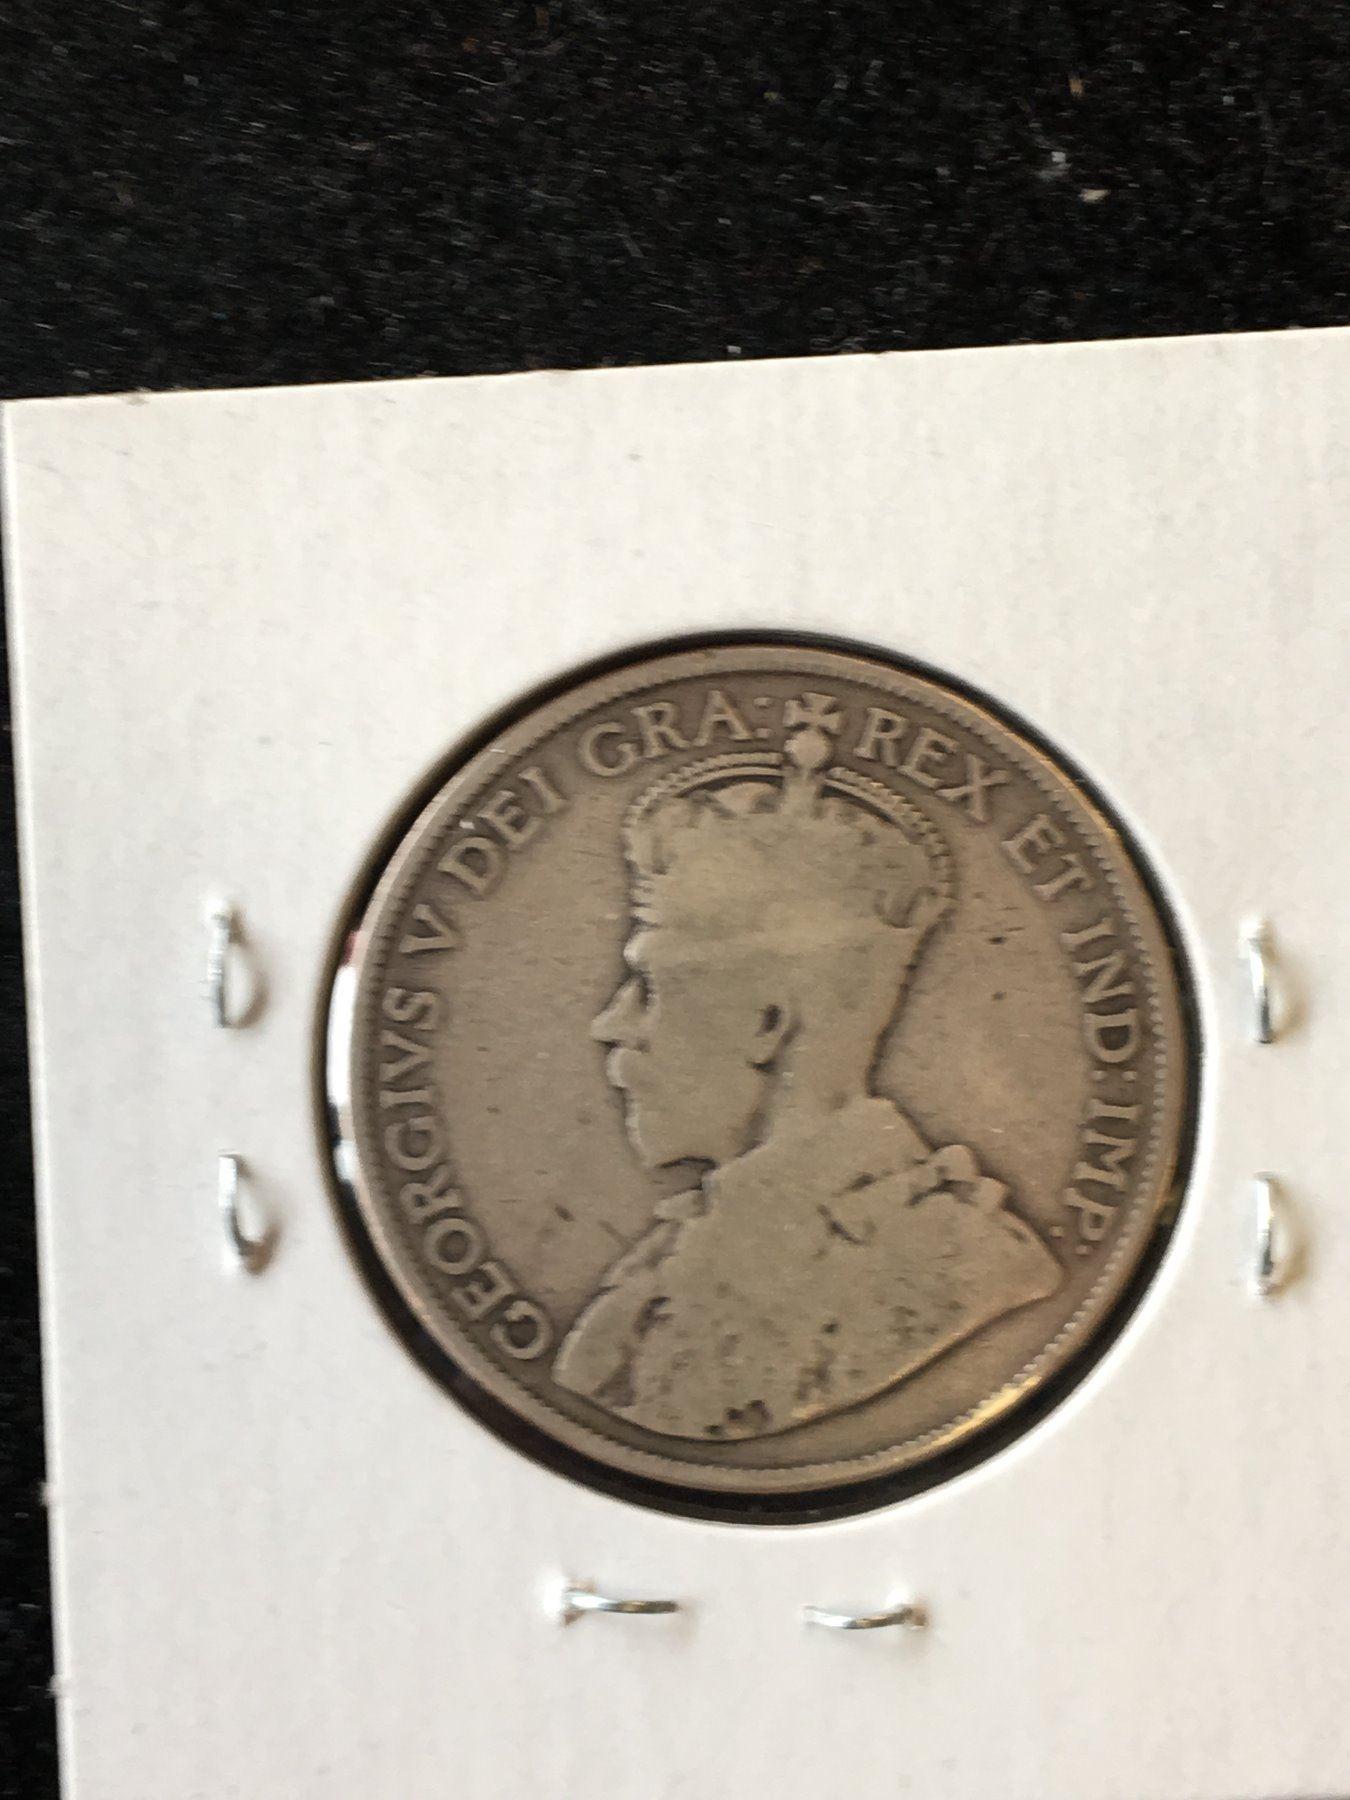 GEORGIVS V DEI GRA: REX ET IND: IMP: